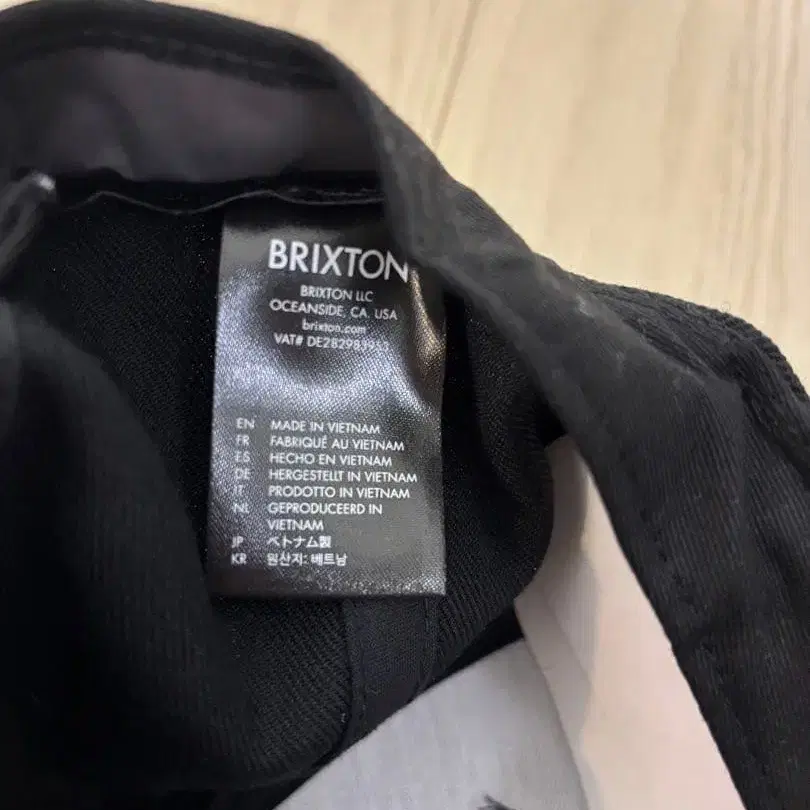 BRIXTON
BRIXTON LLC
OCEANSIDE, CA. USA
brixton.com
VAT#
EN MADE IN VIETNAM
FR FABRIQUÉ AU VIETNAM
ES HECHO EN VIETNAM
DE HERGESTELLT IN VIETNAM
IT PRODOTTO IN VIETNAM
NL GEPRODUCEERD IN
VIETNAM
JP ベトナム製
KR 원산지: 베트남